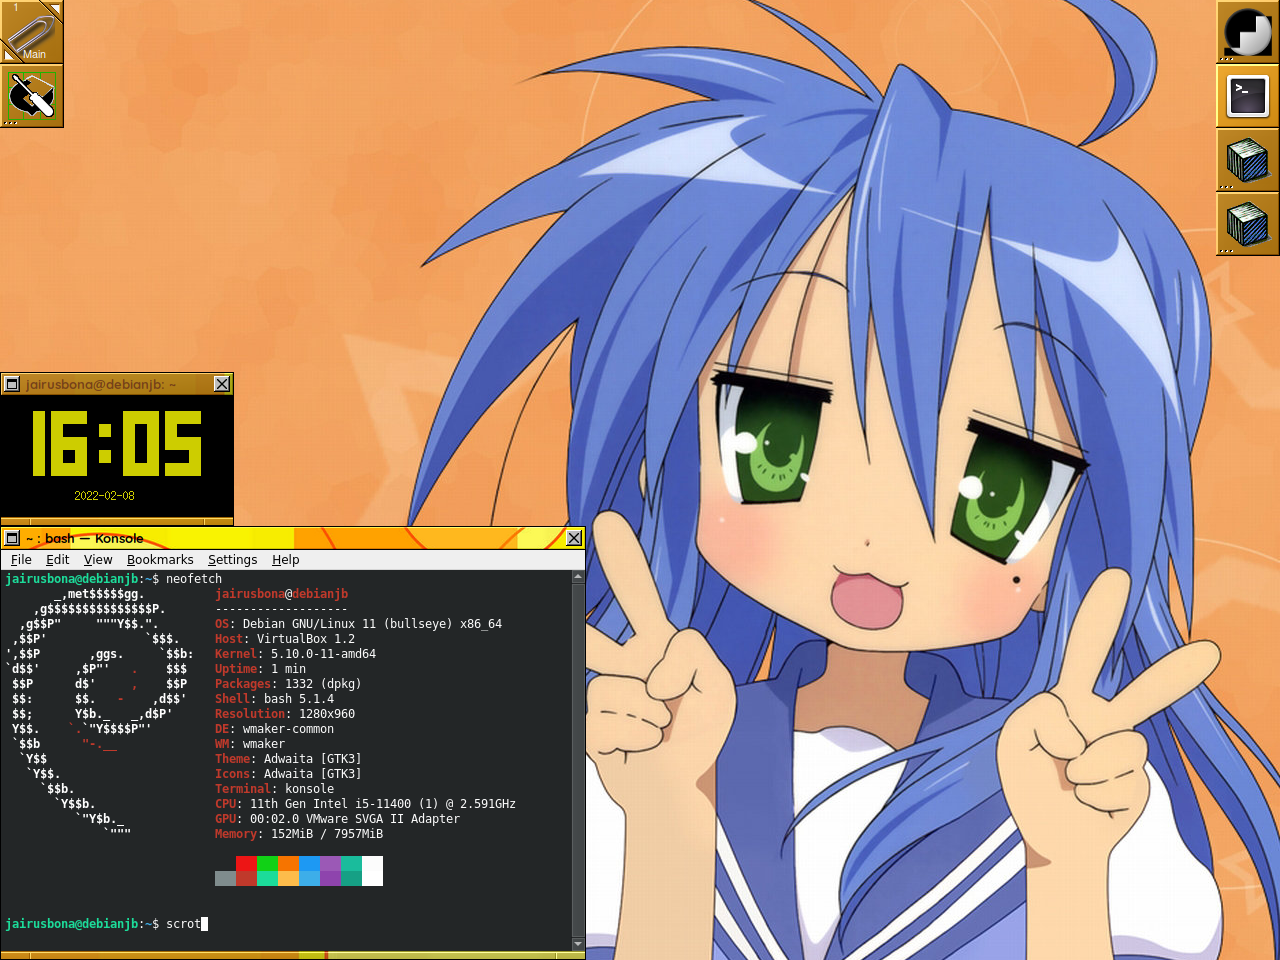 1
Main
>_
jairusbona@debianjb: ~
16:05
2022-02-08
~ : bash — Konsole
File Edit View Bookmarks Settings Help
jairusbona@debianjb:~$ neofetch
       _,met$$$$$gg.          jairusbona@debianjb
    ,g$$$$$$$$$$$$$$$P.       -------------------
  ,g$$P"     """Y$$.".        OS: Debian GNU/Linux 11 (bullseye) x86_64
 ,$$P'              `$$$.     Host: VirtualBox 1.2
',$$P       ,ggs.     `$$b:   Kernel: 5.10.0-11-amd64
`d$$'     ,$P"'   .    $$$    Uptime: 1 min
 $$P      d$'     ,    $$P    Packages: 1332 (dpkg)
 $$:      $$.   -    ,d$$'    Shell: bash 5.1.4
 $$;      Y$b._   _,d$P'      Resolution: 1280x960
 Y$$.    `.`"Y$$$$P"'         DE: wmaker-common
 `$$b      "-.__              WM: wmaker
  `Y$$                        Theme: Adwaita [GTK3]
   `Y$$.                      Icons: Adwaita [GTK3]
     `$$b.                    Terminal: konsole
       `Y$$b.                 CPU: 11th Gen Intel i5-11400 (1) @ 2.591GHz
          `"Y$b._             GPU: 00:02.0 VMware SVGA II Adapter
              `"""            Memory: 152MiB / 7957MiB
jairusbona@debianjb:~$ scrot